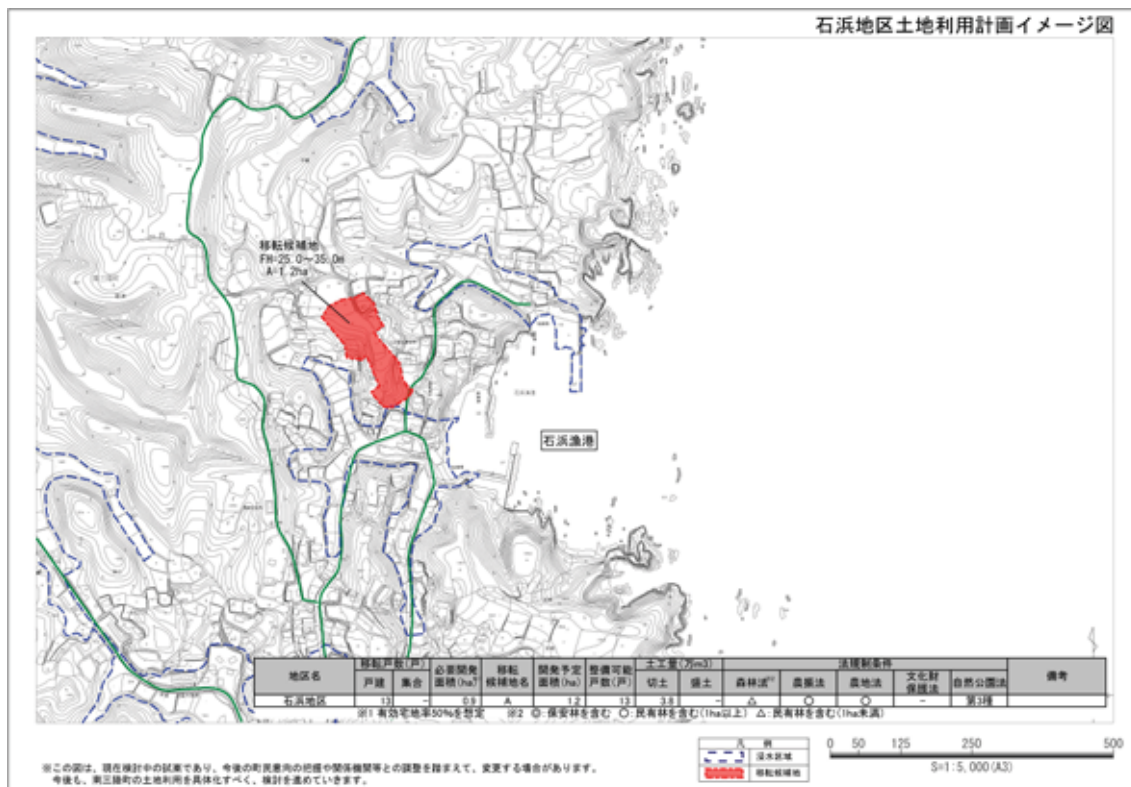 石浜地区土地利用計画イメージ図
移転候補地
FH=25.0～35.0m
A=1.2ha
石浜漁港
地区名 移転戸数(戸) 必要開発面積(ha)※1 移転候補地名 開発予定面積(ha) 整備可能戸数(戸) 土工量(万m3) 法規制条件 備考
戸建 集合 切土 盛土 森林法※2 農振法 農地法 文化財保護法 自然公園法
石浜地区 13 - 0.9 A 1.2 13 3.8 - △ ○ ○ - 第3種
※1 有効宅地率50%を想定 ※2 ◎:保安林を含む ○:民有林を含む(1ha以上) △:民有林を含む(1ha未満)
凡例
浸水区域
移転候補地
0 50 125 250 500
S=1:5,000(A3)
※この図は、現在検討中の試案であり、今後の町民意向の把握や関係機関等との調整を踏まえて、変更する場合があります。
今後も、南三陸町の土地利用を具体化すべく、検討を進めていきます。